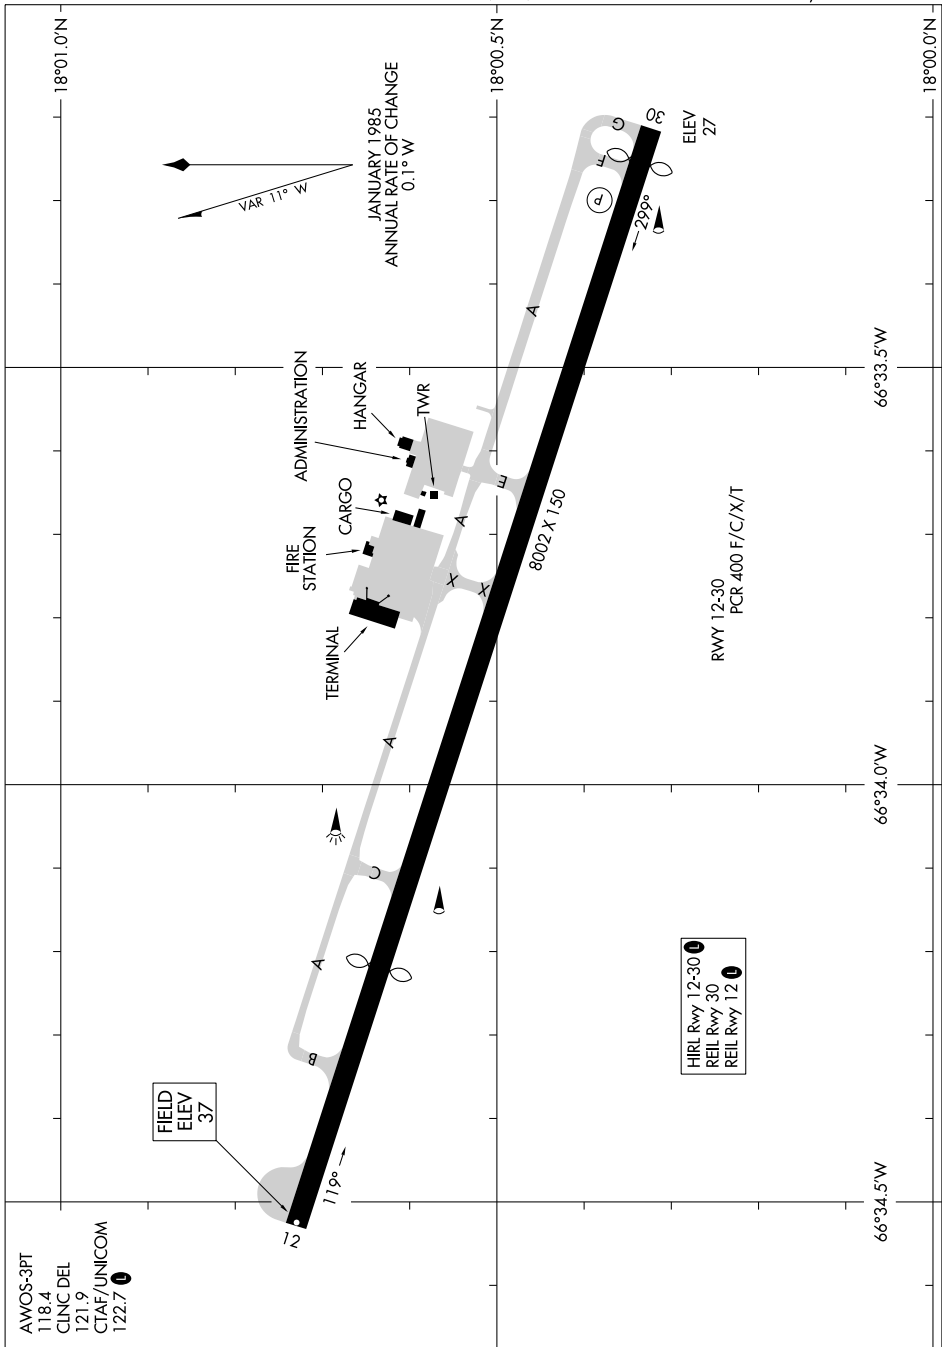 AWOS-3PT
118.4
CLNC DEL
121.9
CTAF/UNICOM
122.7 L
FIELD
ELEV
37
12
119°
B
A
C
A
TERMINAL
FIRE
STATION
CARGO
ADMINISTRATION
HANGAR
TWR
X
X
A
E
A
8002 X 150
299°
P
F
G
30
ELEV
27
VAR 11° W
JANUARY 1985
ANNUAL RATE OF CHANGE
0.1° W
RWY 12-30
PCR 400 F/C/X/T
HIRL Rwy 12-30 L
REIL Rwy 30
REIL Rwy 12 L
18°01.0'N
18°00.5'N
18°00.0'N
66°34.5'W
66°34.0'W
66°33.5'W